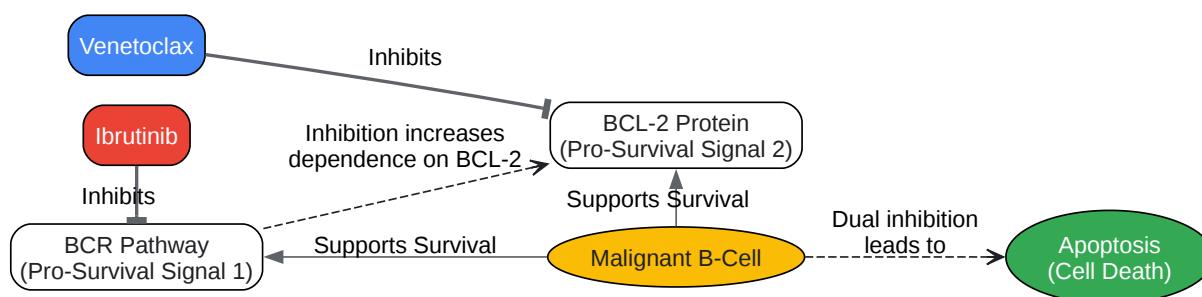 Venetoclax
Inhibits
Ibrutinib
BCL-2 Protein
(Pro-Survival Signal 2)
Inhibition increases
dependence on BCL-2
Inhibits
Supports Survival
BCR Pathway
(Pro-Survival Signal 1)
Supports Survival
Malignant B-Cell
Dual inhibition
leads to
Apoptosis
(Cell Death)